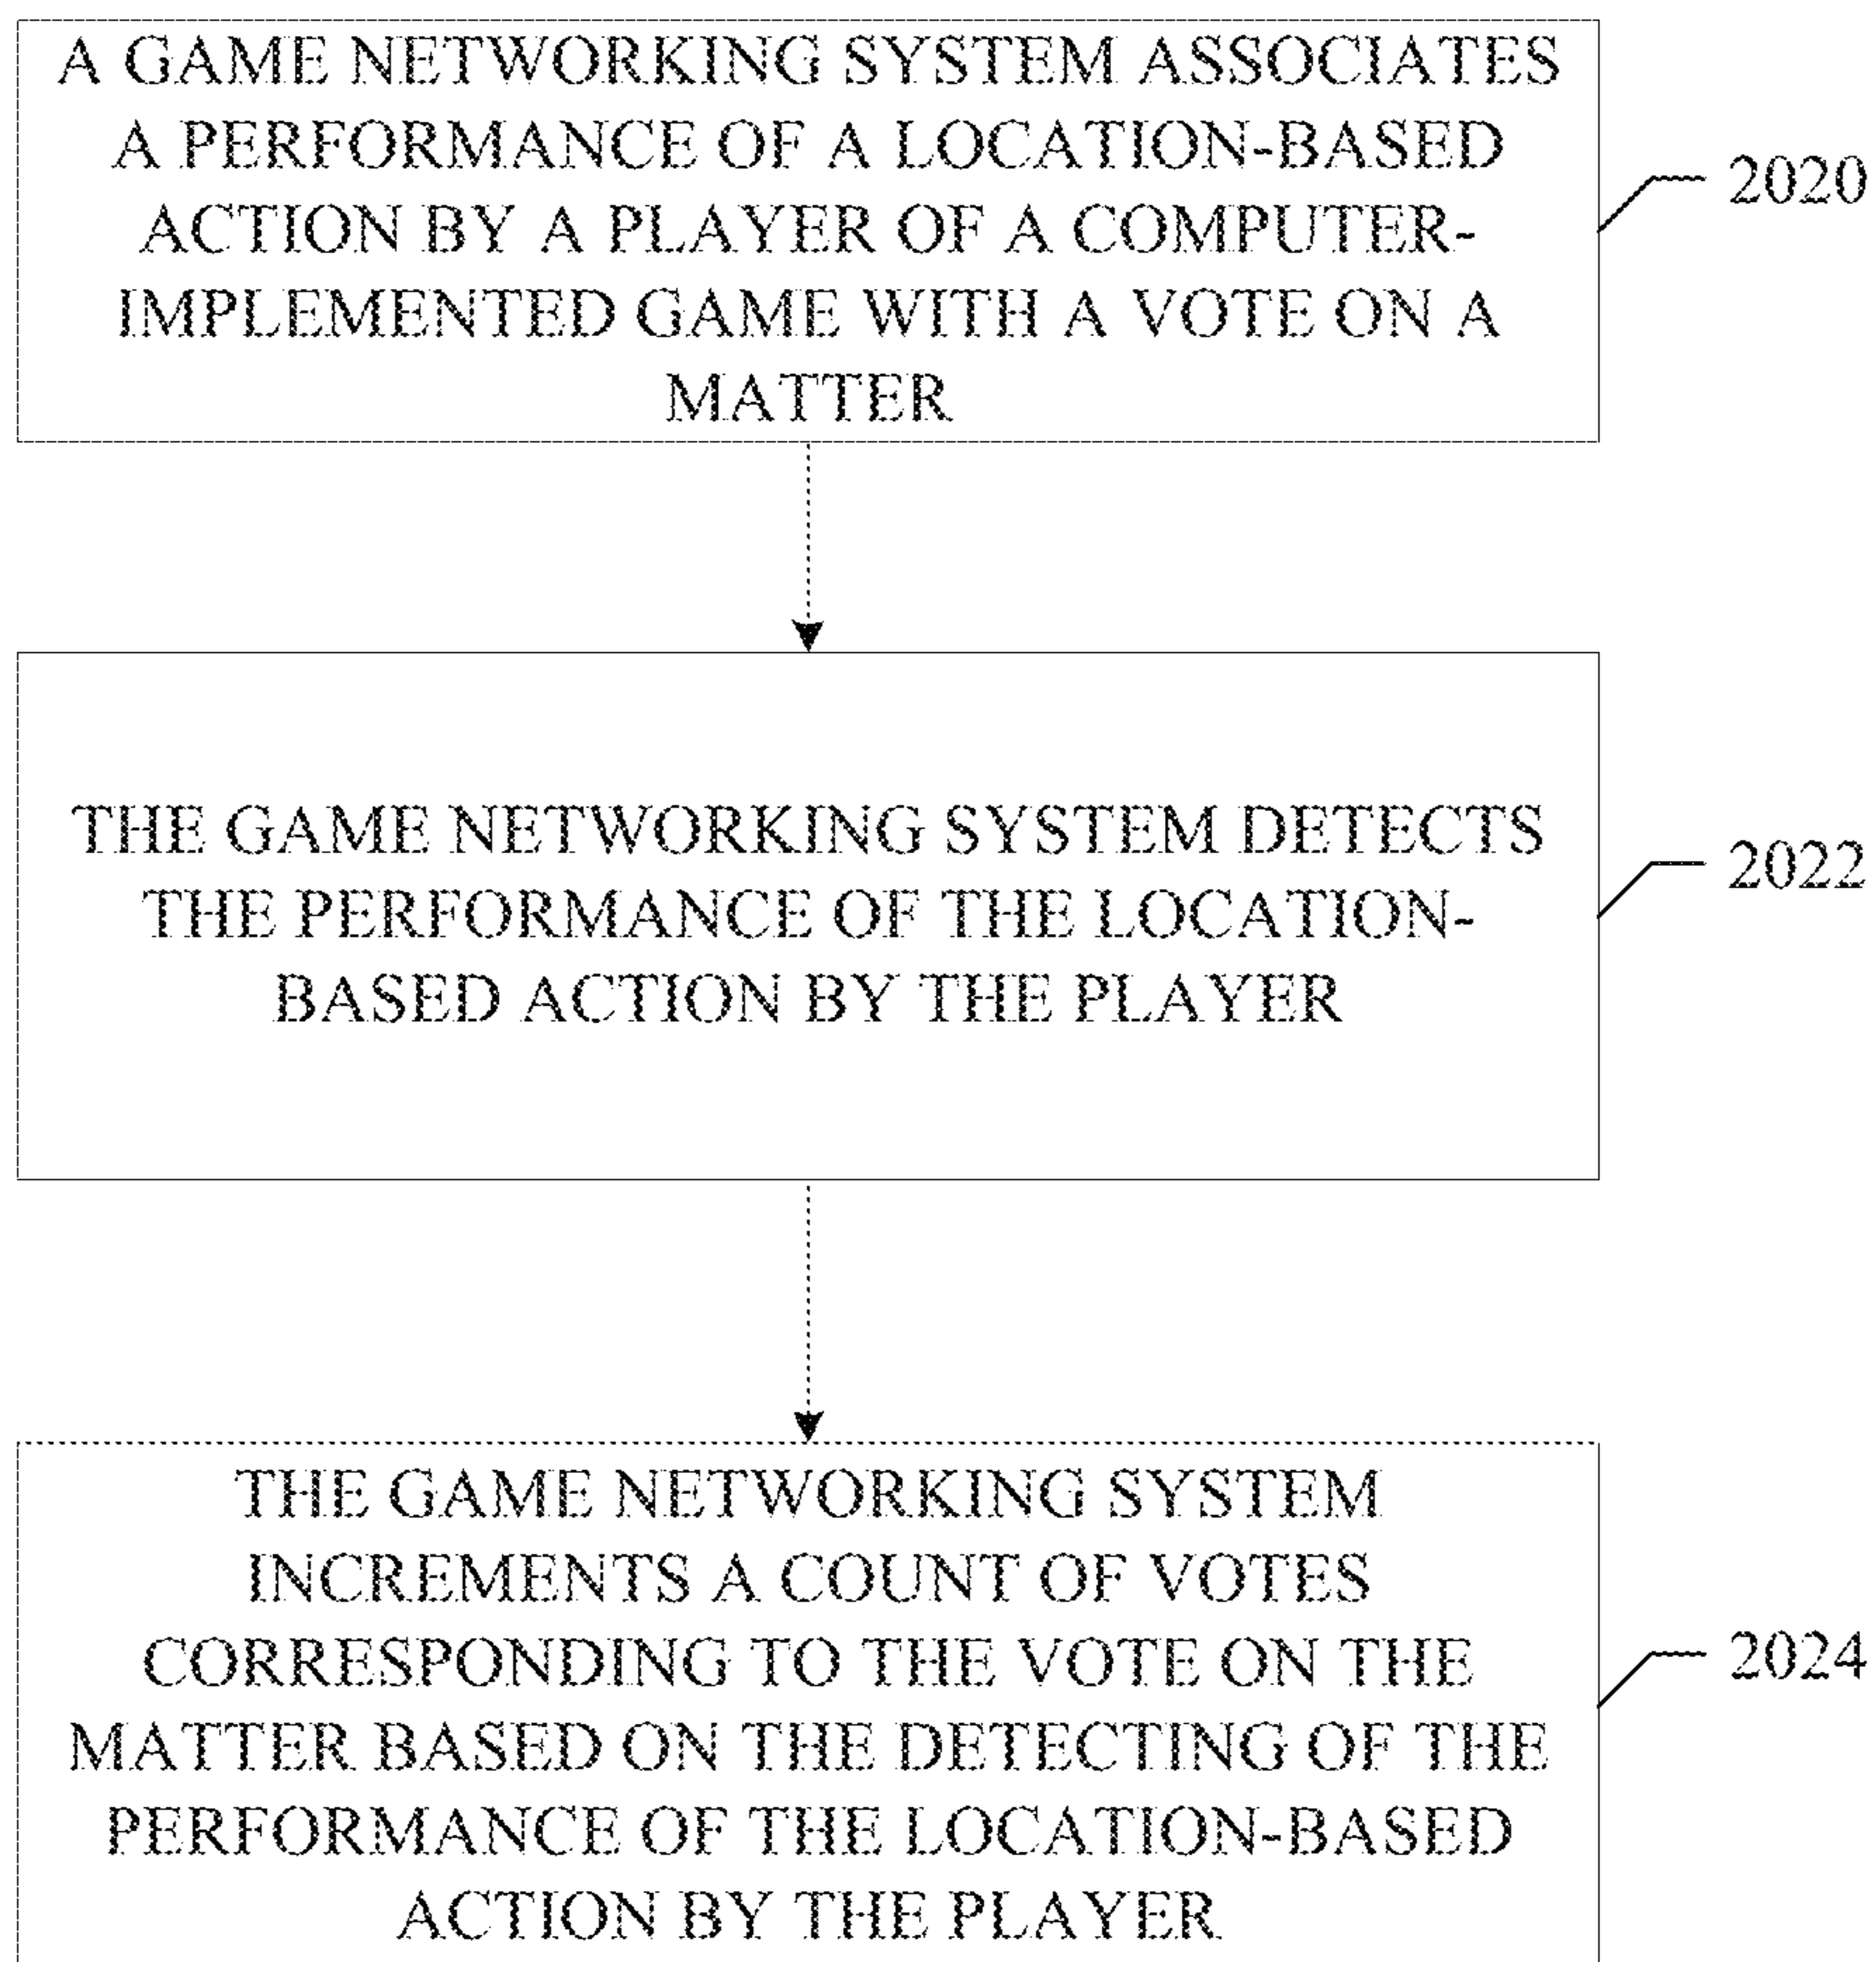 A GAME NETWORKING SYSTEM ASSOCIATES
A PERFORMANCE OF A LOCATION-BASED
ACTION BY A PLAYER OF A COMPUTER-
IMPLEMENTED GAME WITH A VOTE ON A
MATTER
2020
THE GAME NETWORKING SYSTEM DETECTS
THE PERFORMANCE OF THE LOCATION-
BASED ACTION BY THE PLAYER
2022
THE GAME NETWORKING SYSTEM
INCREMENTS A COUNT OF VOTES
CORRESPONDING TO THE VOTE ON THE
MATTER BASED ON THE DETECTING OF THE
PERFORMANCE OF THE LOCATION-BASED
ACTION BY THE PLAYER
2024